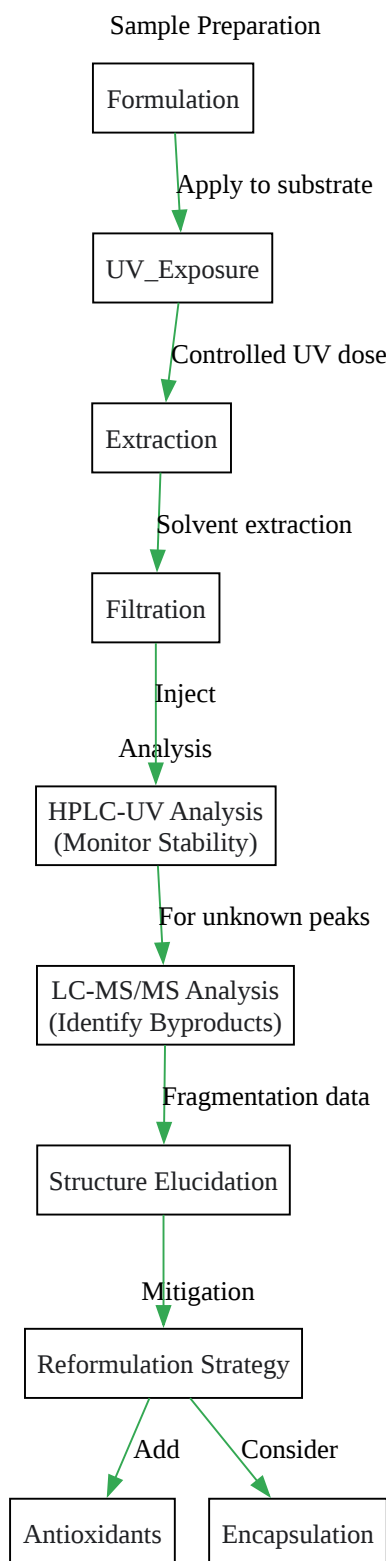 Sample Preparation
Formulation
Apply to substrate
UV_Exposure
Controlled UV dose
Extraction
Solvent extraction
Filtration
Inject
Analysis
HPLC-UV Analysis
(Monitor Stability)
For unknown peaks
LC-MS/MS Analysis
(Identify Byproducts)
Fragmentation data
Structure Elucidation
Mitigation
Reformulation Strategy
Add
Consider
Antioxidants
Encapsulation